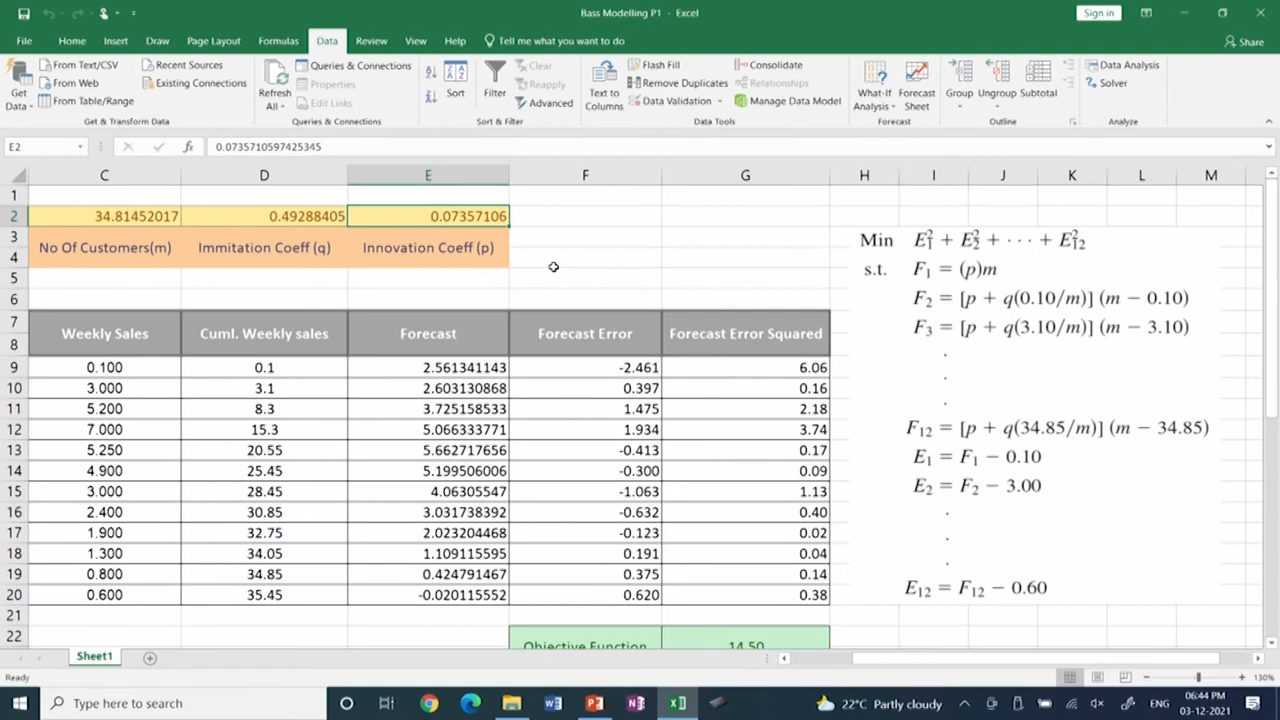 Bass Modelling P1 - Excel
Sign in
File Home Insert Draw Page Layout Formulas Data Review View Help Tell me what you want to do
Share
Get Data
From Text/CSV
From Web
From Table/Range
Recent Sources
Existing Connections
Get & Transform Data
Refresh All
Queries & Connections
Properties
Edit Links
Queries & Connections
Sort
Filter
Clear
Reapply
Advanced
Sort & Filter
Text to Columns
Flash Fill
Remove Duplicates
Data Validation
Consolidate
Relationships
Manage Data Model
Data Tools
What-If Analysis
Forecast Sheet
Forecast
Group
Ungroup
Subtotal
Outline
Data Analysis
Solver
Analyze
E2 fx 0.0735710597425345
C D E F G H I J K L M
1
2 34.81452017 0.49288405 0.07357106
3
4
No Of Customers(m) Immitation Coeff (q) Innovation Coeff (p)
5
6
7
8
Weekly Sales Cuml. Weekly sales Forecast Forecast Error Forecast Error Squared
9 0.100 0.1 2.561341143 -2.461 6.06
10 3.000 3.1 2.603130868 0.397 0.16
11 5.200 8.3 3.725158533 1.475 2.18
12 7.000 15.3 5.066333771 1.934 3.74
13 5.250 20.55 5.662717656 -0.413 0.17
14 4.900 25.45 5.199506006 -0.300 0.09
15 3.000 28.45 4.06305547 -1.063 1.13
16 2.400 30.85 3.031738392 -0.632 0.40
17 1.900 32.75 2.023204468 -0.123 0.02
18 1.300 34.05 1.109115595 0.191 0.04
19 0.800 34.85 0.424791467 0.375 0.14
20 0.600 35.45 -0.020115552 0.620 0.38
21
22 Objective Function 14.50
Min E₁² + E₂² + · · · + E₁₂²
s.t. F₁ = (p)m
F₂ = [p + q(0.10/m)] (m − 0.10)
F₃ = [p + q(3.10/m)] (m − 3.10)
.
.
.
F₁₂ = [p + q(34.85/m)] (m − 34.85)
E₁ = F₁ − 0.10
E₂ = F₂ − 3.00
.
.
.
E₁₂ = F₁₂ − 0.60
Sheet1
Ready
130%
Type here to search
22°C Partly cloudy
ENG
06:44 PM
03-12-2021